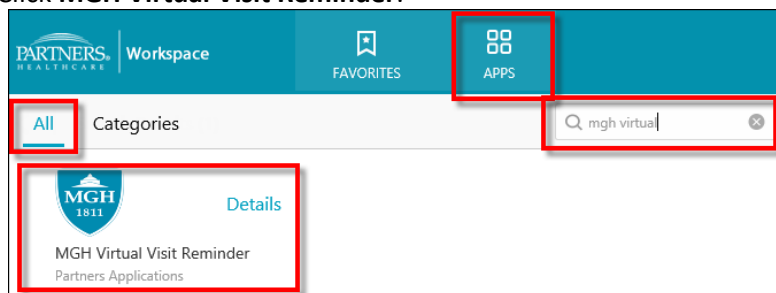 Click MGH Virtual Visit Reminder.
PARTNERS. Workspace
HEALTHCARE
FAVORITES
APPS
All Categories
mgh virtual
MGH
1811
Details
MGH Virtual Visit Reminder
Partners Applications